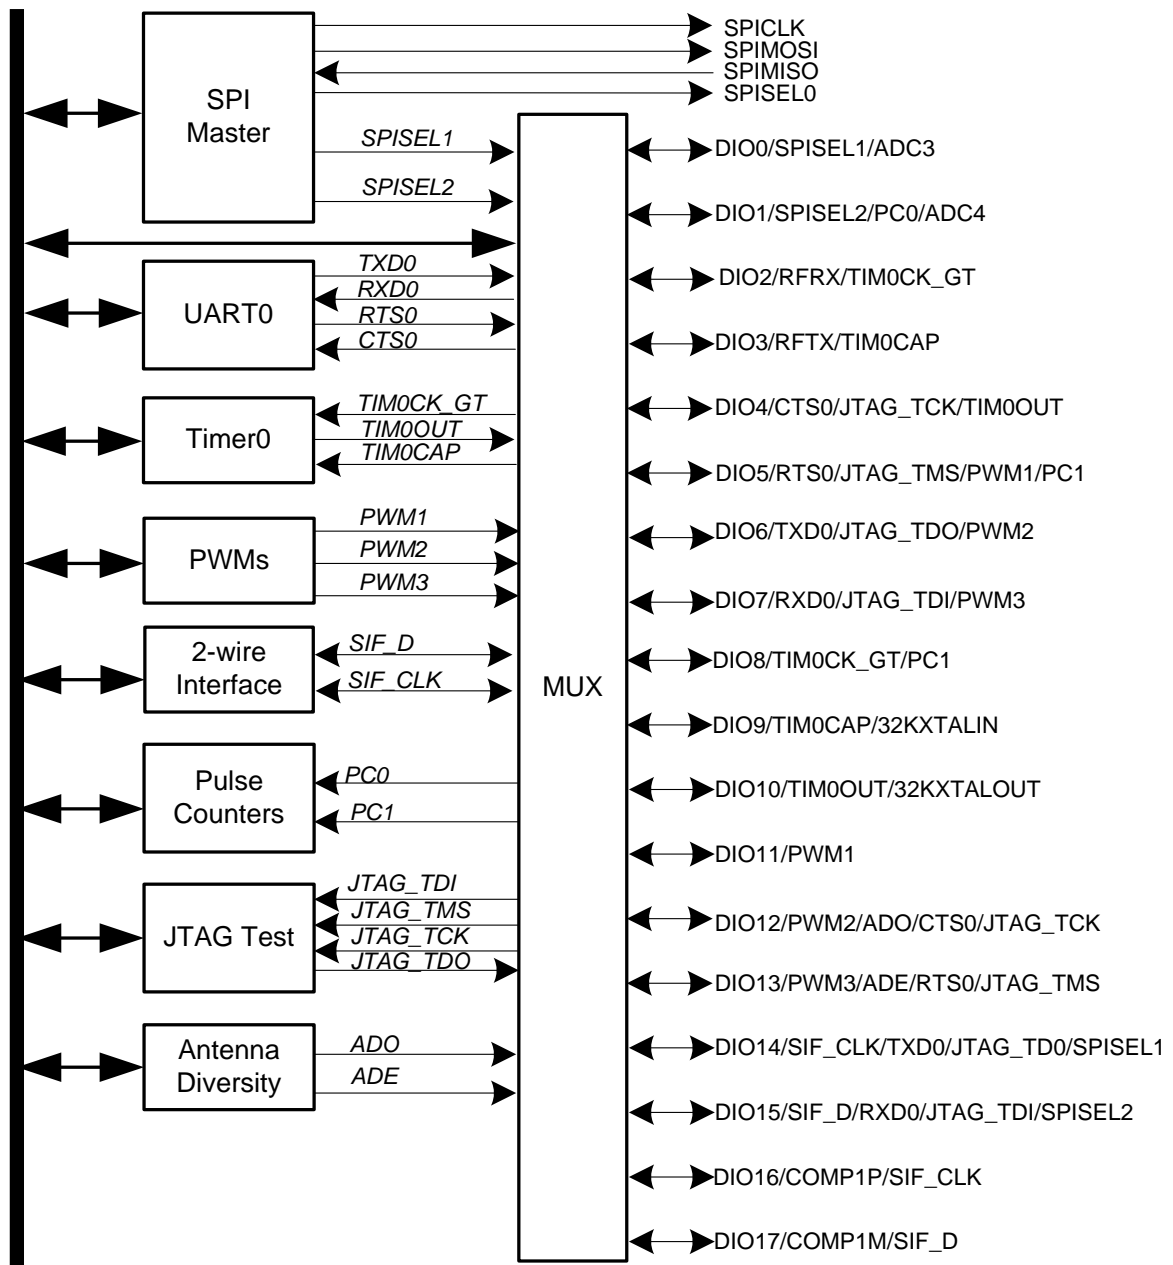 SPICLK
SPIMOSI
SPIMISO
SPISEL0
SPI
Master
SPISEL1
SPISEL2
TXD0
RXD0
RTS0
CTS0
UART0
TIM0CK_GT
TIM0OUT
TIM0CAP
Timer0
PWM1
PWM2
PWM3
PWMs
2-wire
Interface
SIF_D
SIF_CLK
Pulse
Counters
PC0
PC1
JTAG Test
JTAG_TDI
JTAG_TMS
JTAG_TCK
JTAG_TDO
Antenna
Diversity
ADO
ADE
MUX
DIO0/SPISEL1/ADC3
DIO1/SPISEL2/PC0/ADC4
DIO2/RFRX/TIM0CK_GT
DIO3/RFTX/TIM0CAP
DIO4/CTS0/JTAG_TCK/TIM0OUT
DIO5/RTS0/JTAG_TMS/PWM1/PC1
DIO6/TXD0/JTAG_TDO/PWM2
DIO7/RXD0/JTAG_TDI/PWM3
DIO8/TIM0CK_GT/PC1
DIO9/TIM0CAP/32KXTALIN
DIO10/TIM0OUT/32KXTALOUT
DIO11/PWM1
DIO12/PWM2/ADO/CTS0/JTAG_TCK
DIO13/PWM3/ADE/RTS0/JTAG_TMS
DIO14/SIF_CLK/TXD0/JTAG_TD0/SPISEL1
DIO15/SIF_D/RXD0/JTAG_TDI/SPISEL2
DIO16/COMP1P/SIF_CLK
DIO17/COMP1M/SIF_D